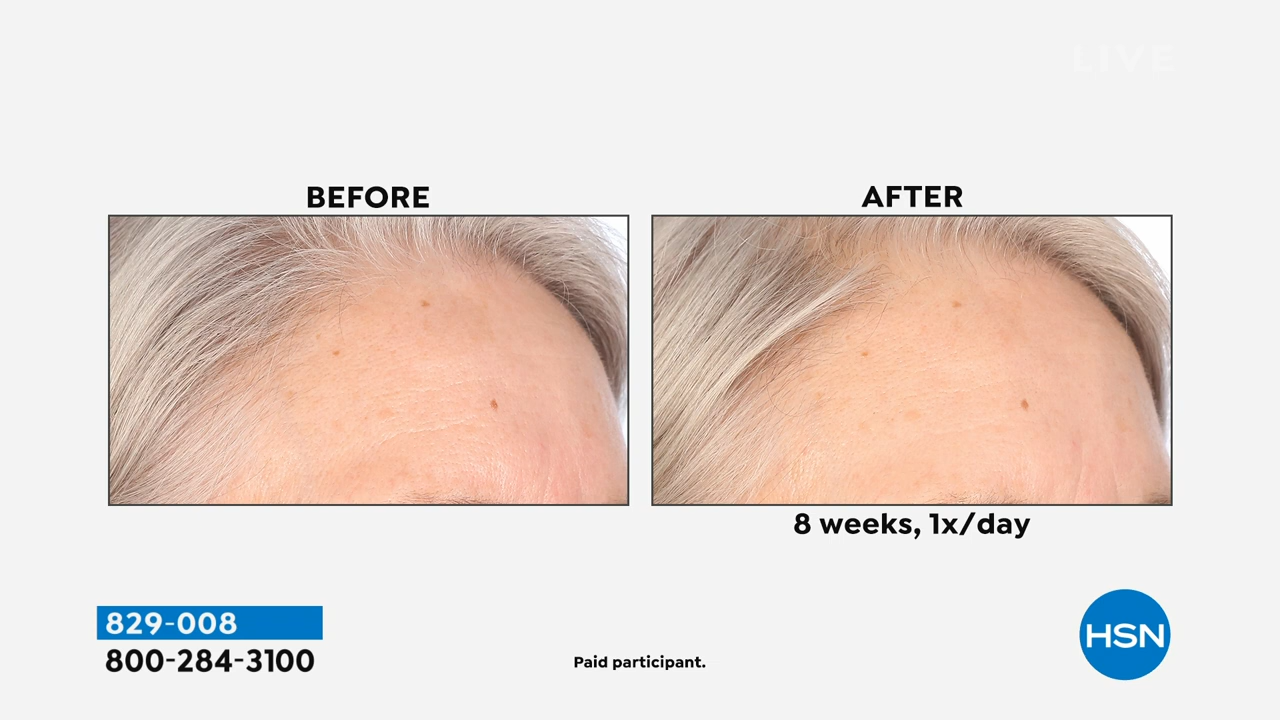 LIVE
BEFORE
AFTER
8 weeks, 1x/day
829-008
800-284-3100
Paid participant.
HSN